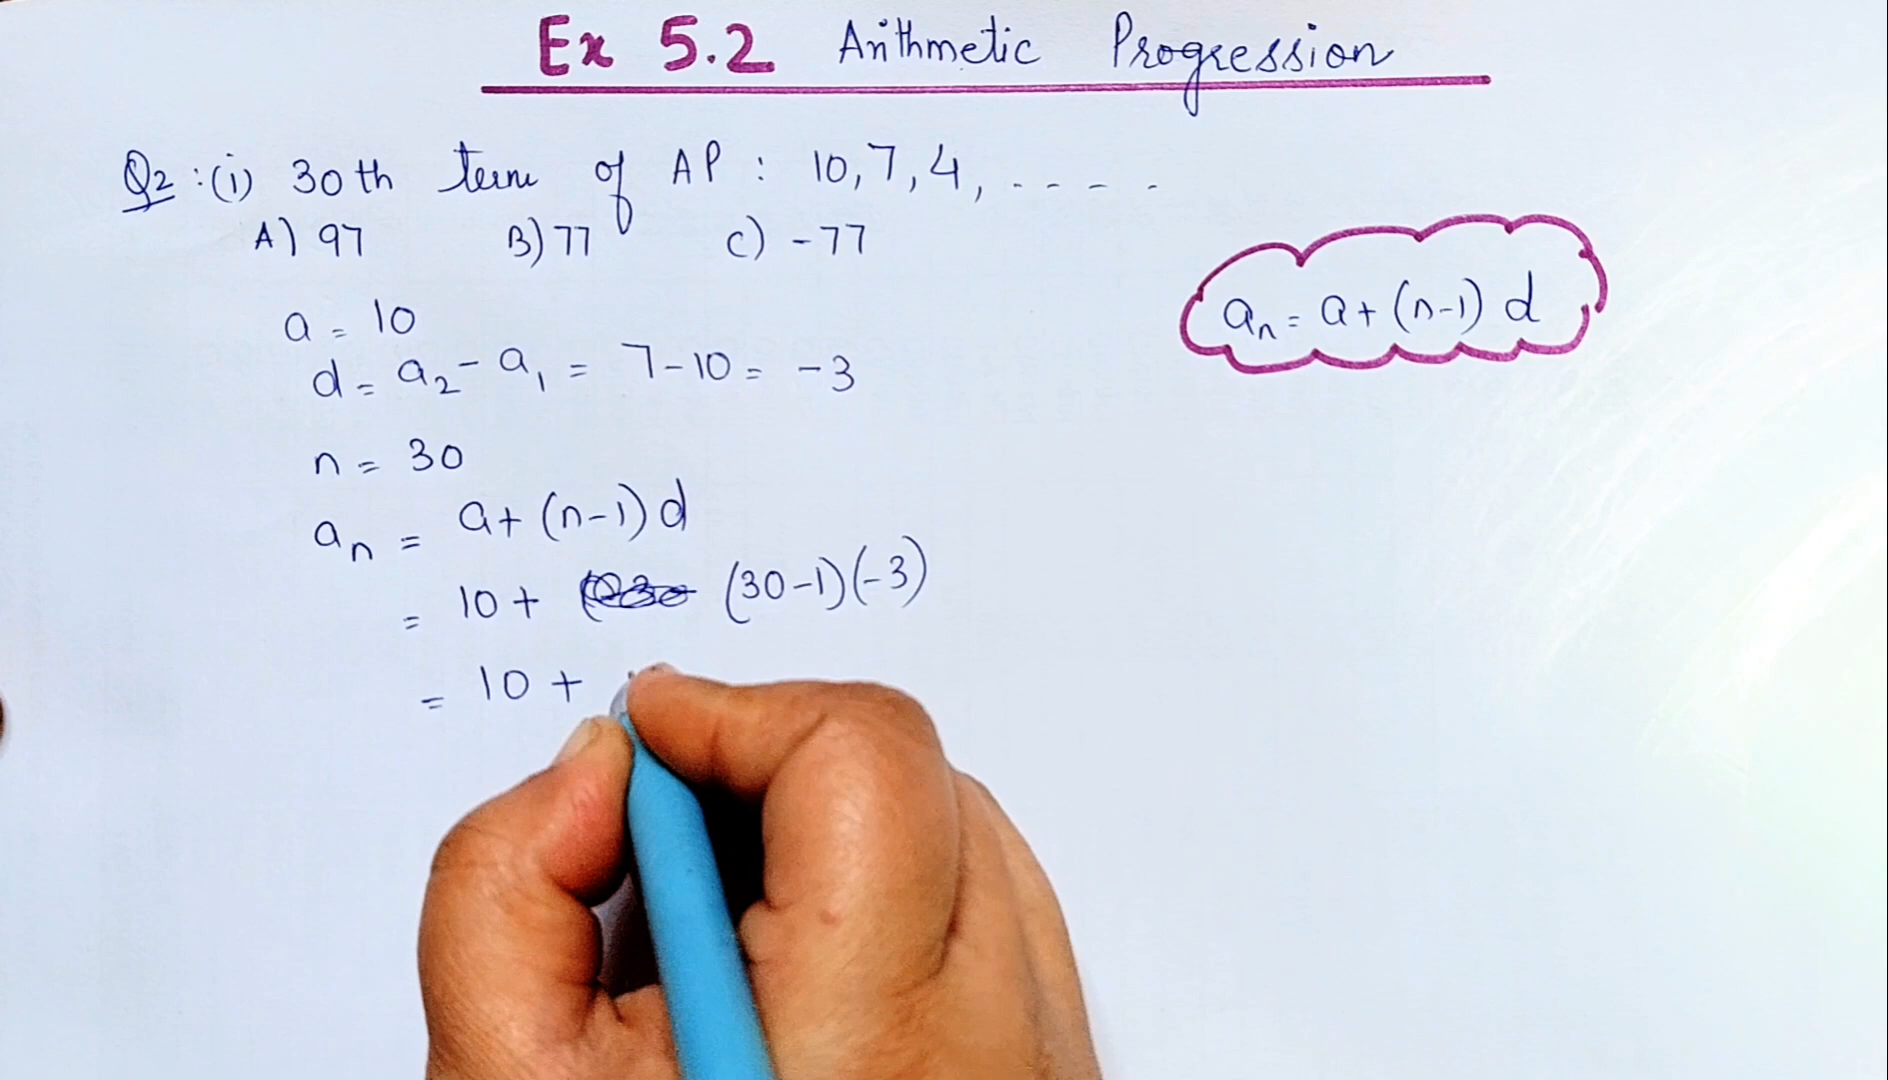 Ex 5.2 Arithmetic Progression
Q2:(i) 30th term of AP : 10,7,4, - - - -
A) 97 B) 77 C) -77
a = 10
d = a₂ - a₁ = 7-10 = -3
aₙ = a+(n-1) d
n = 30
aₙ = a+(n-1)d
= 10+ (30-1)(-3)
= 10 +